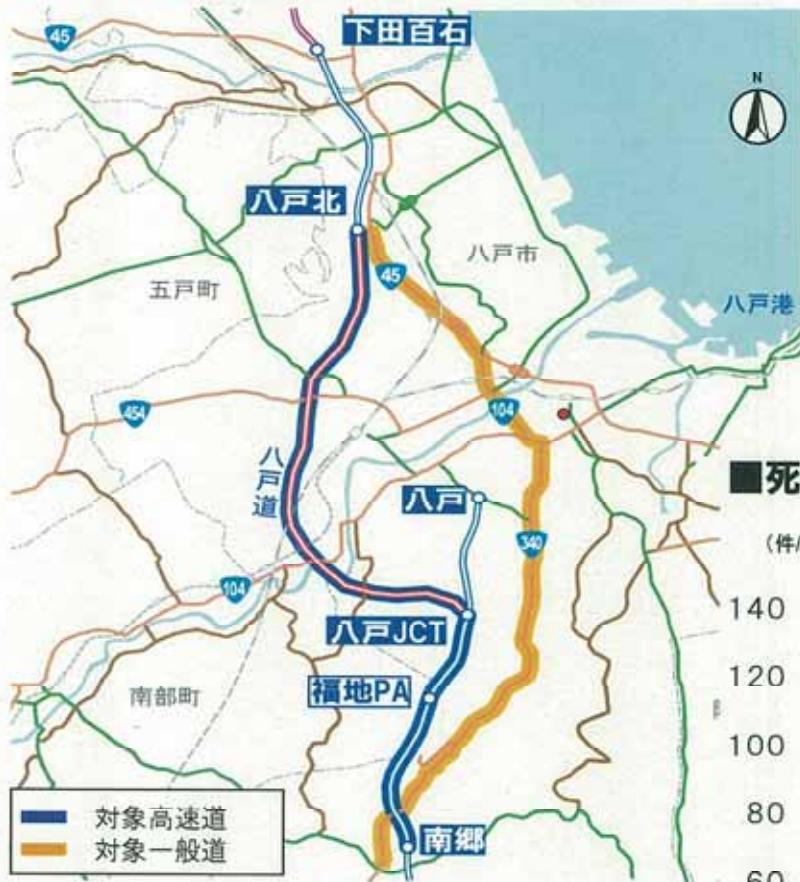 45
下田百石
N
八戸北
45
八戸市
五戸町
八戸港
454
104
八戸道
八戸
■死
340
(件/
104
140
八戸JCT
120
福地PA
南部町
100
対象高速道
80
対象一般道
南郷
60